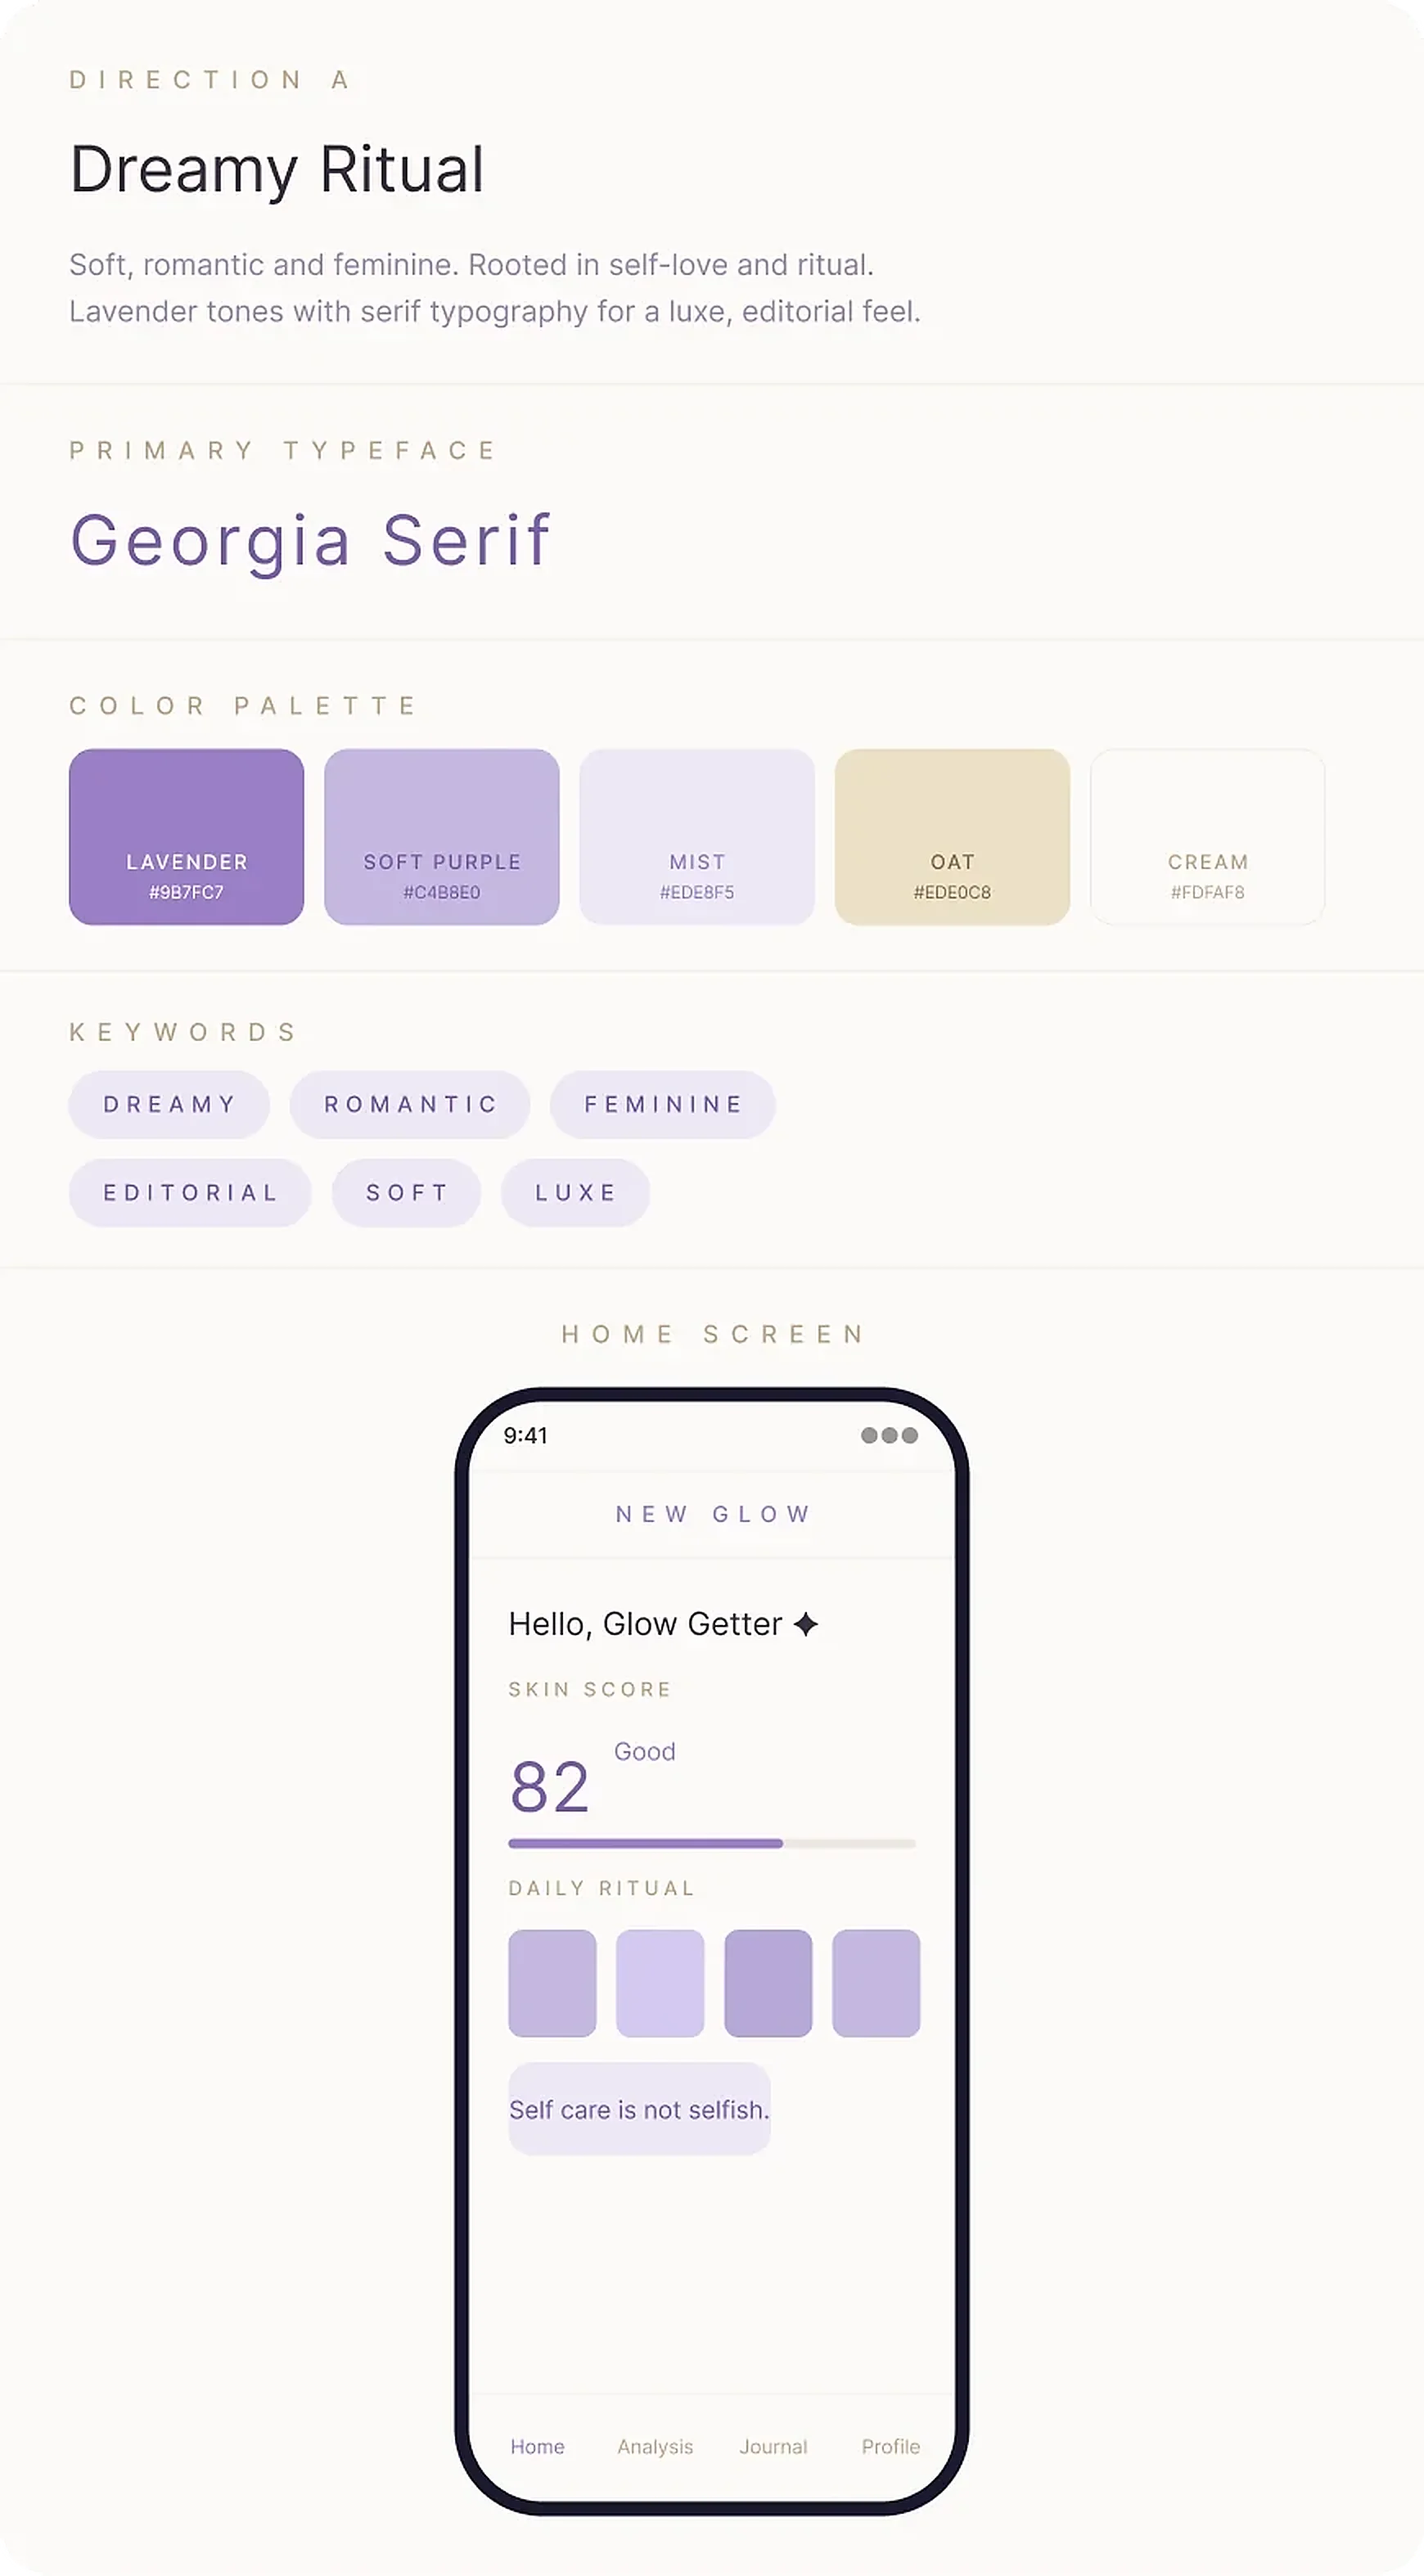 DIRECTION A
Dreamy Ritual
Soft, romantic and feminine. Rooted in self-love and ritual.
Lavender tones with serif typography for a luxe, editorial feel.
PRIMARY TYPEFACE
Georgia Serif
COLOR PALETTE
LAVENDER
#9B7FC7
SOFT PURPLE
#C4B8E0
MIST
#EDE8F5
OAT
#EDE0C8
CREAM
#FDFAF8
KEYWORDS
DREAMY
ROMANTIC
FEMININE
EDITORIAL
SOFT
LUXE
HOME SCREEN
9:41
NEW GLOW
Hello, Glow Getter ✦
SKIN SCORE
82
Good
DAILY RITUAL
Self care is not selfish.
Home
Analysis
Journal
Profile